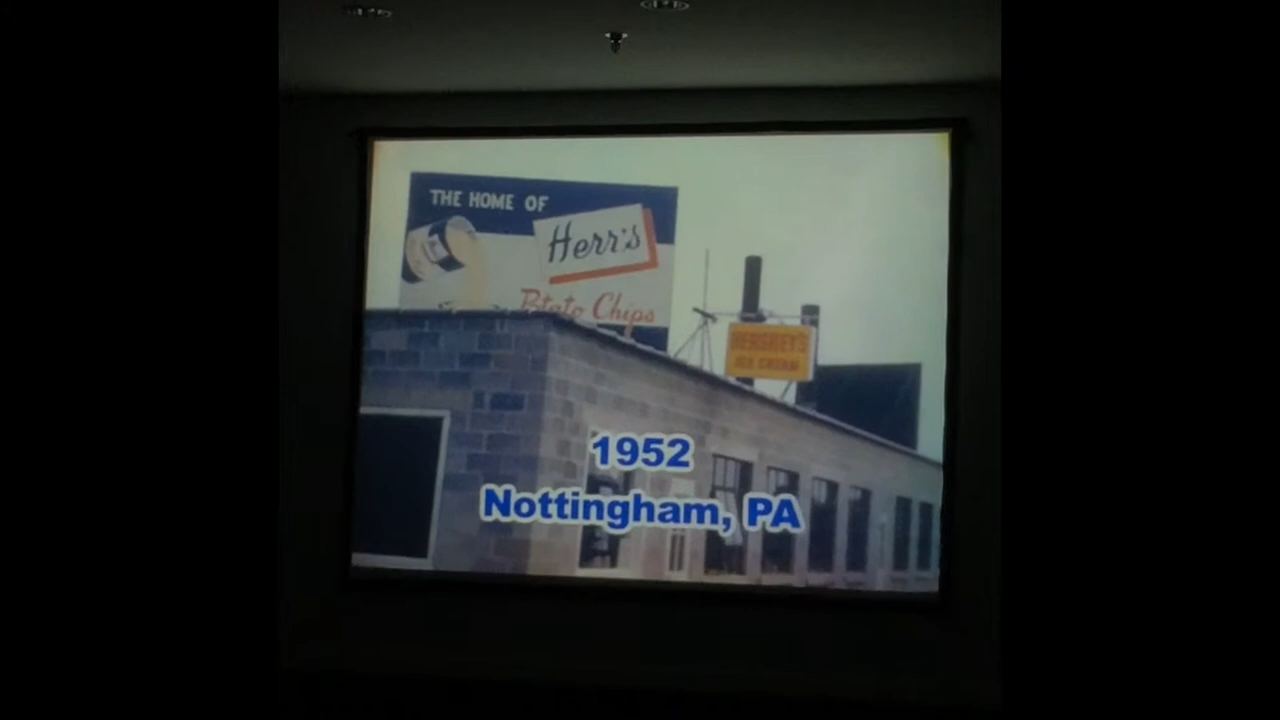 THE HOME OF
Herr's
Potato Chips
HERSHEY'S
ICE CREAM
1952
Nottingham, PA